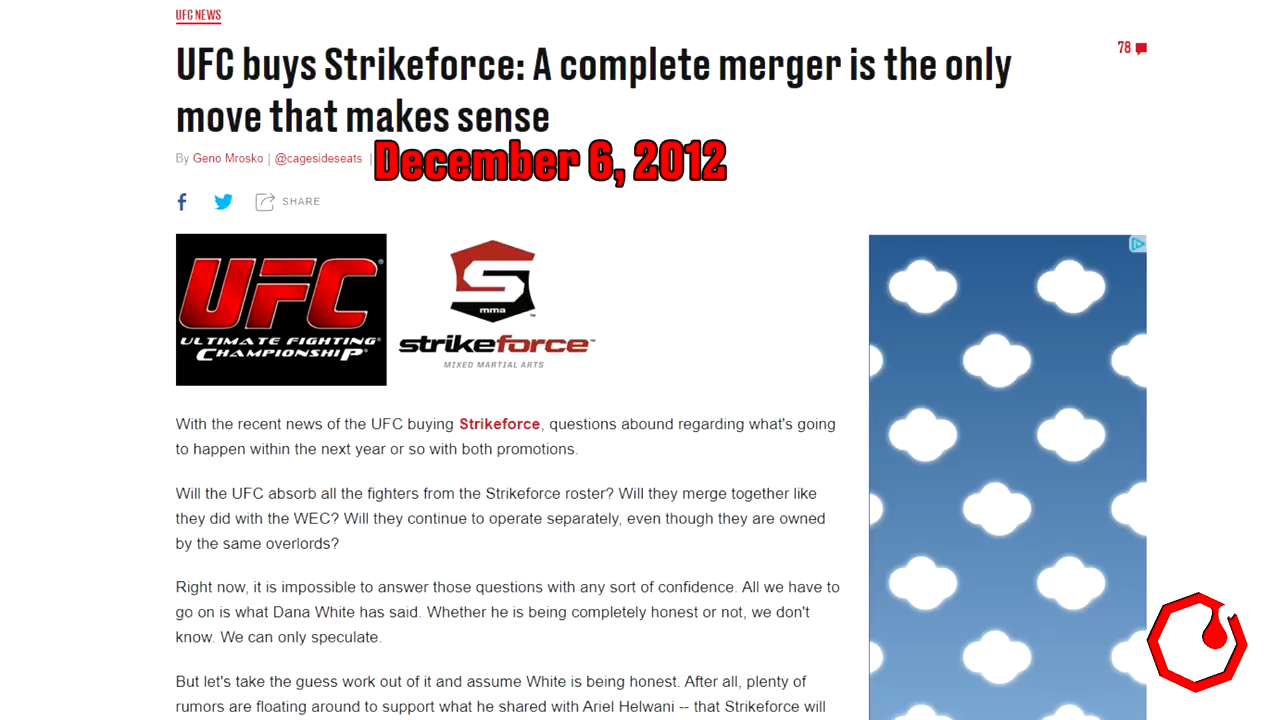 UFC NEWS
UFC buys Strikeforce: A complete merger is the only
78
move that makes sense
By Geno Mrosko | @cagesideseats |
December 6, 2012
SHARE
UFC®
ULTIMATE FIGHTING®
CHAMPIONSHIP®
S
mma
™
strikeforce™
MIXED MARTIAL ARTS
With the recent news of the UFC buying Strikeforce, questions abound regarding what's going
to happen within the next year or so with both promotions.
Will the UFC absorb all the fighters from the Strikeforce roster? Will they merge together like
they did with the WEC? Will they continue to operate separately, even though they are owned
by the same overlords?
Right now, it is impossible to answer those questions with any sort of confidence. All we have to
go on is what Dana White has said. Whether he is being completely honest or not, we don't
know. We can only speculate.
But let's take the guess work out of it and assume White is being honest. After all, plenty of
rumors are floating around to support what he shared with Ariel Helwani -- that Strikeforce will